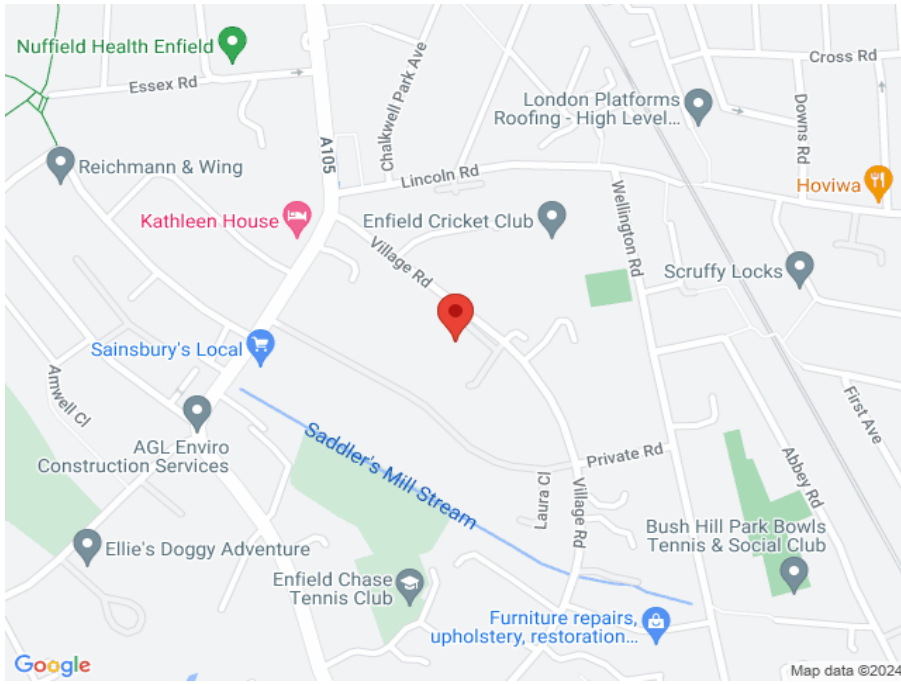 Nuffield Health Enfield
Essex Rd
Chalkwell Park Ave
Cross Rd
London Platforms
Roofing - High Level...
Downs Rd
A105
Reichmann & Wing
Lincoln Rd
Hoviwa
Kathleen House
Enfield Cricket Club
Wellington Rd
Village Rd
Scruffy Locks
Sainsbury's Local
Amwell Cl
First Ave
AGL Enviro
Construction Services
Saddler's Mill Stream
Private Rd
Abbey Rd
Laura Cl
Village Rd
Bush Hill Park Bowls
Tennis & Social Club
Ellie's Doggy Adventure
Enfield Chase
Tennis Club
Furniture repairs,
upholstery, restoration...
Google
Map data ©2024